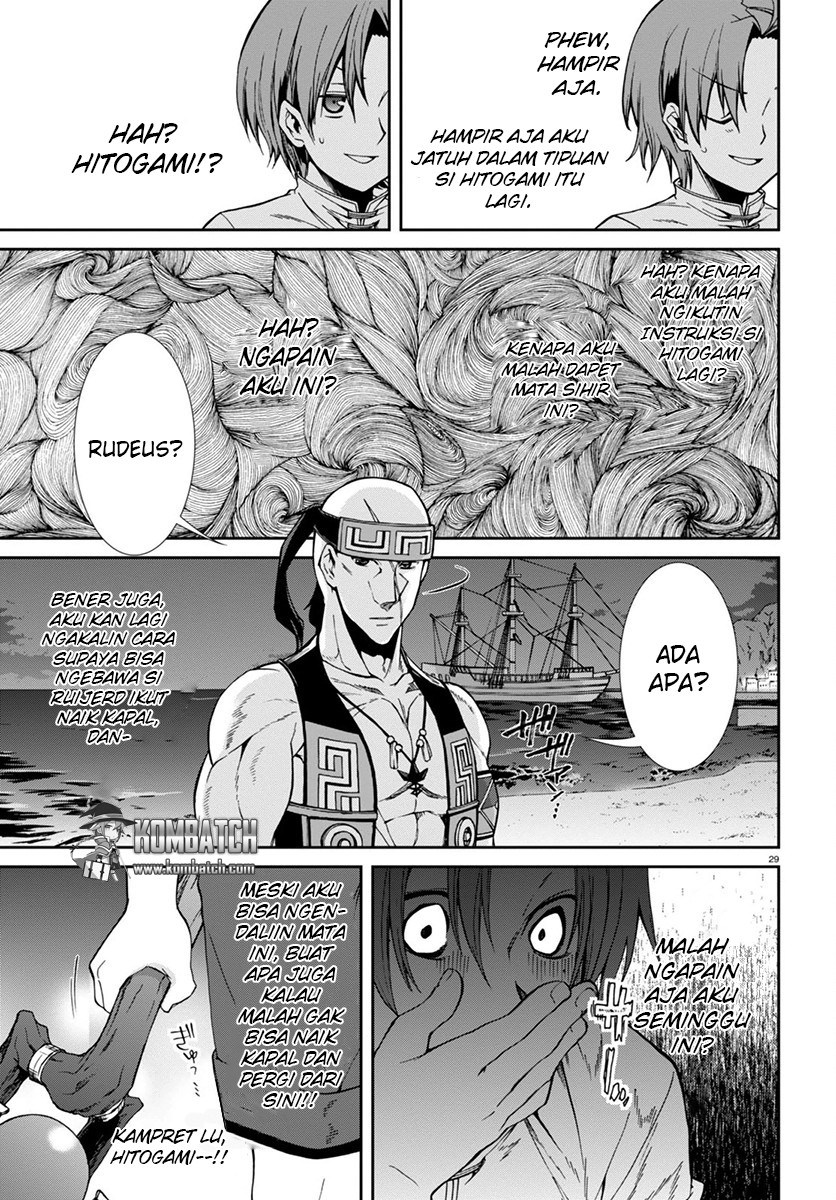 PHEW,
HAMPIR
AJA.
HAMPIR AJA AKU
JATUH DALAM TIPUAN
SI HITOGAMI ITU
LAGI.
HAH?
HITOGAMI!?
HAH? KENAPA
AKU MALAH
NGIKUTIN
INSTRUKSI SI
HITOGAMI
LAGI?
KENAPA AKU
MALAH DAPET
MATA SIHIR
INI?
HAH?
NGAPAIN
AKU INI?
RUDEUS?
ADA
APA?
BENER JUGA,
AKU KAN LAGI
NGAKALIN CARA
SUPAYA BISA
NGEBAWA SI
RUIJERD IKUT
NAIK KAPAL,
DAN-
KOMBATCH
www.kombatch.com
29
MALAH
NGAPAIN
AJA AKU
SEMINGGU
INI?
MESKI AKU
BISA NGEN-
DALIIN MATA
INI, BUAT
APA JUGA
KALAU
MALAH GAK
BISA NAIK
KAPAL DAN
PERGI DARI
SINI!!
ぎゅっ
KAMPRET LU,
HITOGAMI--!!